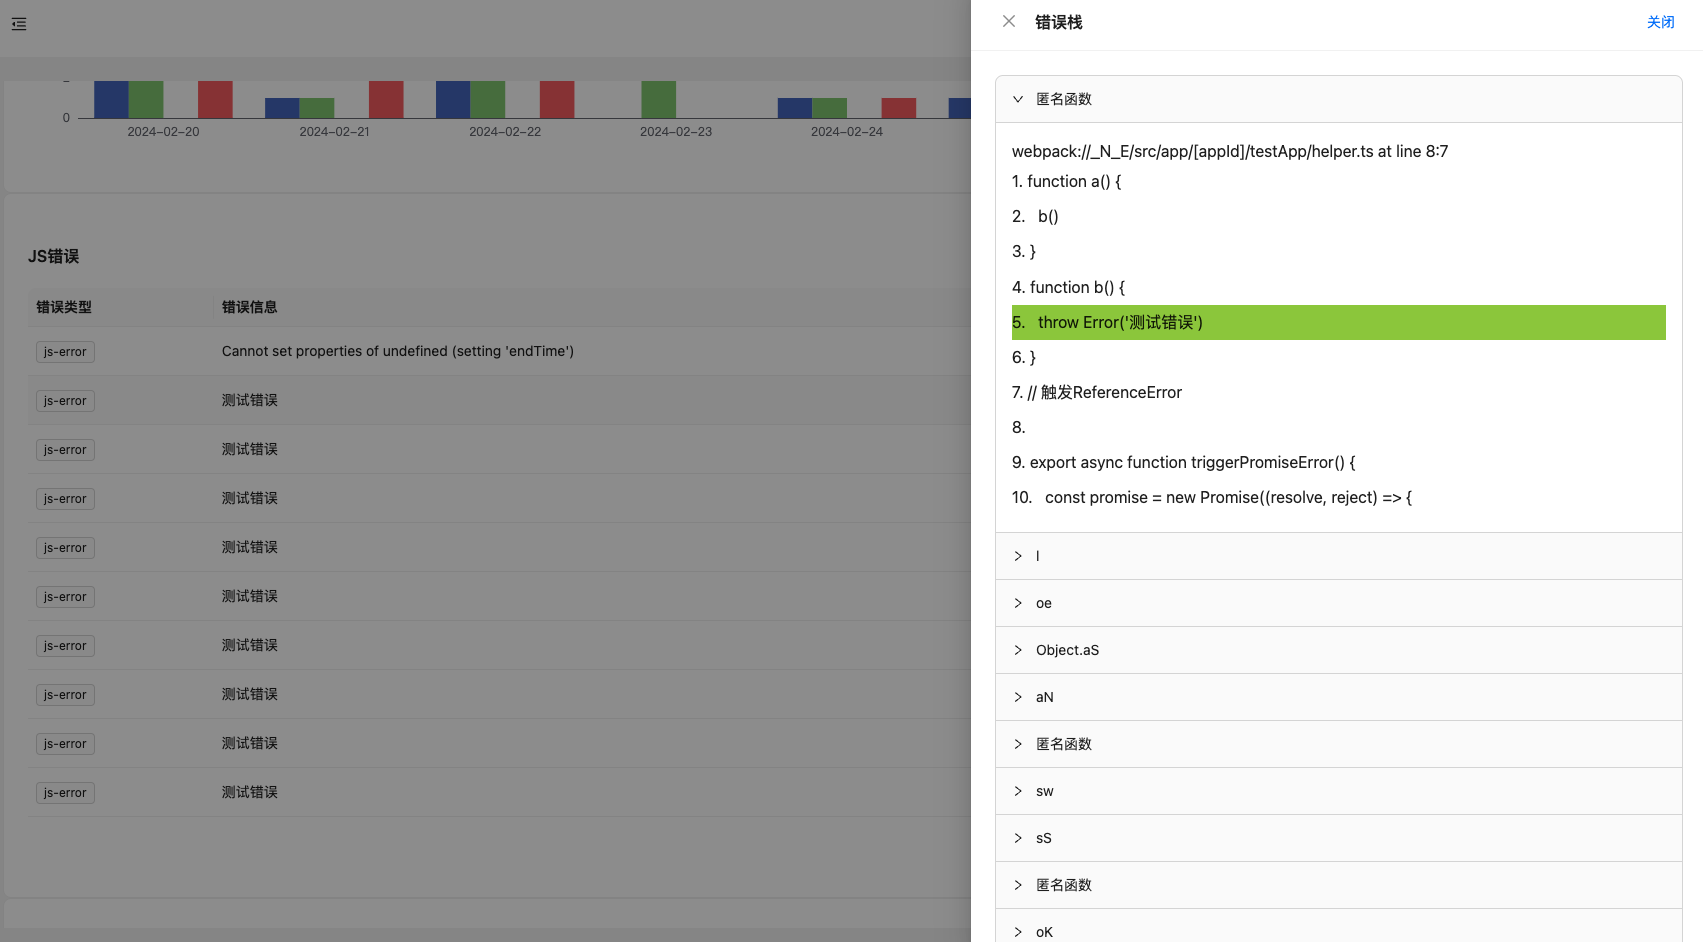 0
2024-02-20
2024-02-21
2024-02-22
2024-02-23
2024-02-24
JS错误
错误类型 错误信息
js-error Cannot set properties of undefined (setting 'endTime')
js-error 测试错误
js-error 测试错误
js-error 测试错误
js-error 测试错误
js-error 测试错误
js-error 测试错误
js-error 测试错误
js-error 测试错误
js-error 测试错误
错误栈
关闭
匿名函数
webpack://_N_E/src/app/[appId]/testApp/helper.ts at line 8:7
1. function a() {
2. b()
3. }
4. function b() {
5. throw Error('测试错误')
6. }
7. // 触发ReferenceError
8.
9. export async function triggerPromiseError() {
10. const promise = new Promise((resolve, reject) => {
l
oe
Object.aS
aN
匿名函数
sw
sS
匿名函数
oK